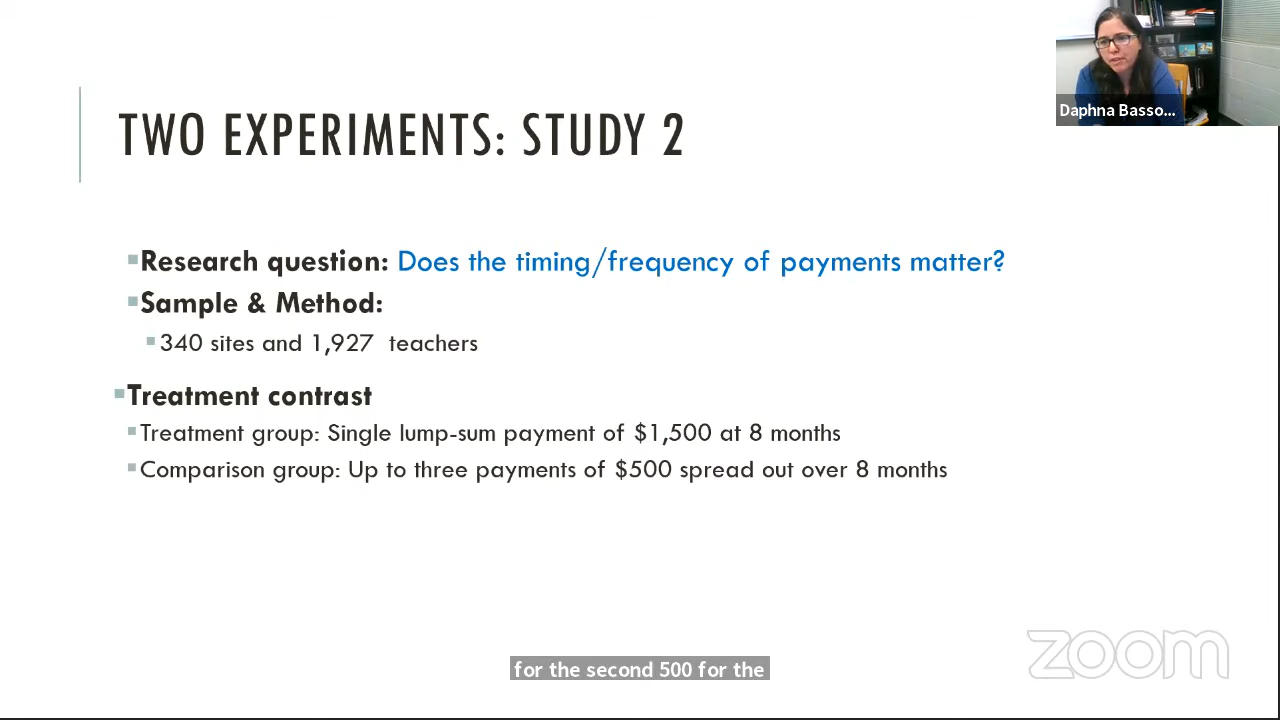 Daphna Basso...
TWO EXPERIMENTS: STUDY 2
Research question: Does the timing/frequency of payments matter?
Sample & Method:
340 sites and 1,927 teachers
Treatment contrast
Treatment group: Single lump-sum payment of $1,500 at 8 months
Comparison group: Up to three payments of $500 spread out over 8 months
zoom
for the second 500 for the